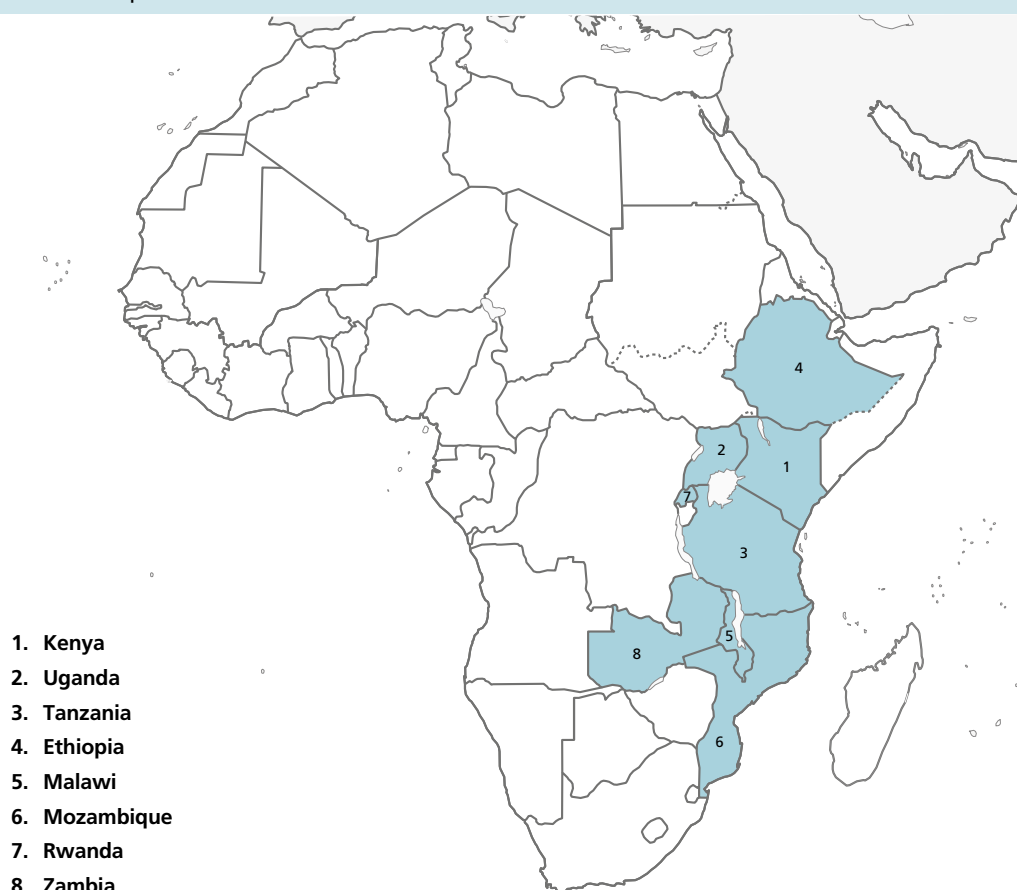 4
2
1
7
3
5
8
6
1. Kenya
2. Uganda
3. Tanzania
4. Ethiopia
5. Malawi
6. Mozambique
7. Rwanda
8. Zambia